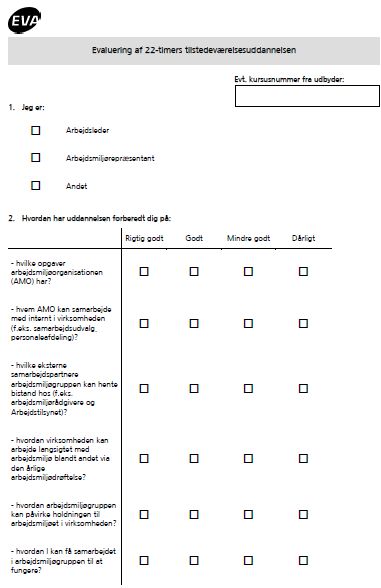 EVA
Evaluering af 22-timers tilstedeværelsesuddannelsen
Evt. kursusnummer fra udbyder:
1. Jeg er:
Arbejdsleder
Arbejdsmiljørepræsentant
Andet
2. Hvordan har uddannelsen forberedt dig på:
Rigtig godt Godt Mindre godt Dårligt
- hvilke opgaver
arbejdsmiljøorganisationen
(AMO) har?
- hvem AMO kan samarbejde
med internt i virksomheden
(f.eks. samarbejdsudvalg,
personaleafdeling)?
- hvilke eksterne
samarbejdspartnere
arbejdsmiljøgruppen kan hente
bistand hos (f.eks.
arbejdsmiljørådgivere og
Arbejdstilsynet)?
- hvordan virksomheden kan
arbejde langsigtet med
arbejdsmiljø blandt andet via
den årlige
arbejdsmiljødrøftelse?
- hvordan arbejdsmiljøgruppen
kan påvirke holdningen til
arbejdsmiljøet i virksomheden?
- hvordan I kan få samarbejdet
i arbejdsmiljøgruppen til at
fungere?